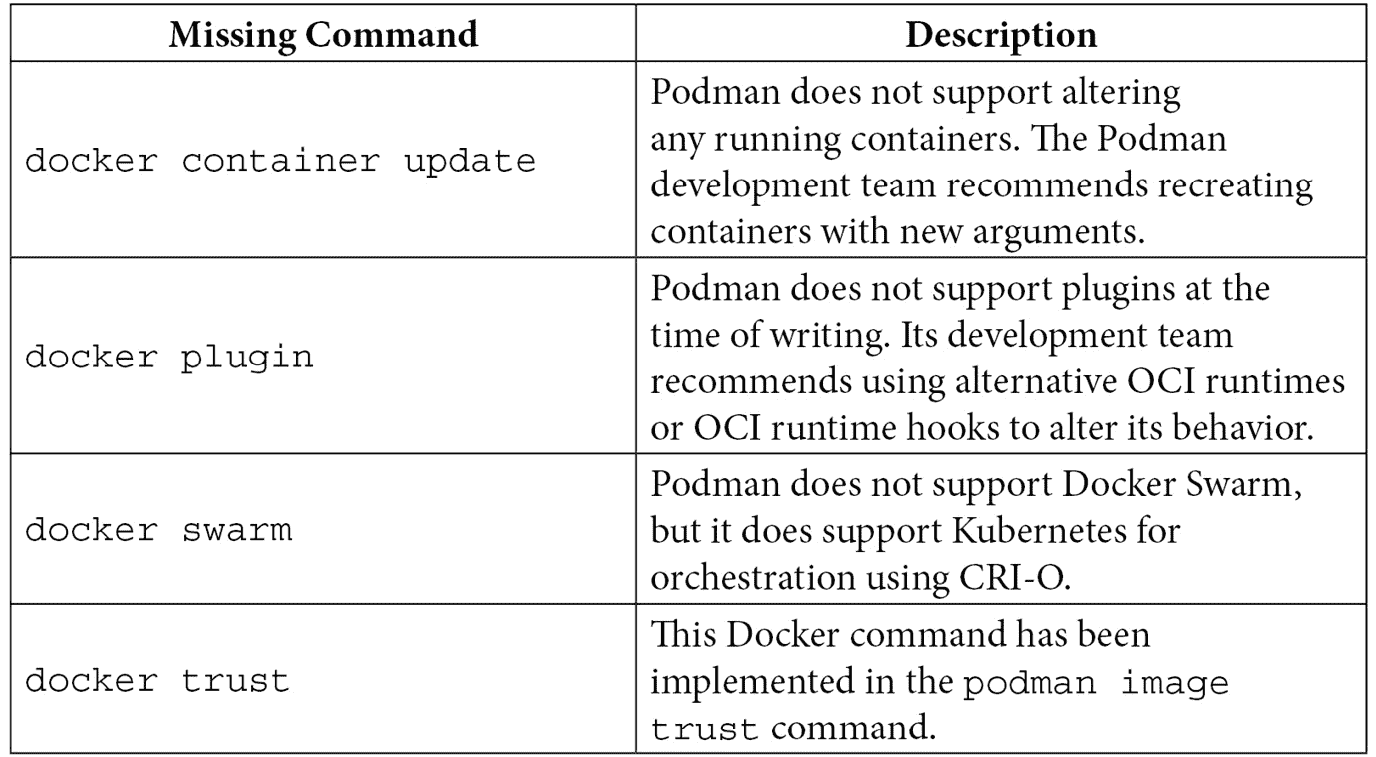 Missing Command
Description
docker container update
Podman does not support altering
any running containers. The Podman
development team recommends recreating
containers with new arguments.
docker plugin
Podman does not support plugins at the
time of writing. Its development team
recommends using alternative OCI runtimes
or OCI runtime hooks to alter its behavior.
docker swarm
Podman does not support Docker Swarm,
but it does support Kubernetes for
orchestration using CRI-O.
docker trust
This Docker command has been
implemented in the podman image
trust command.